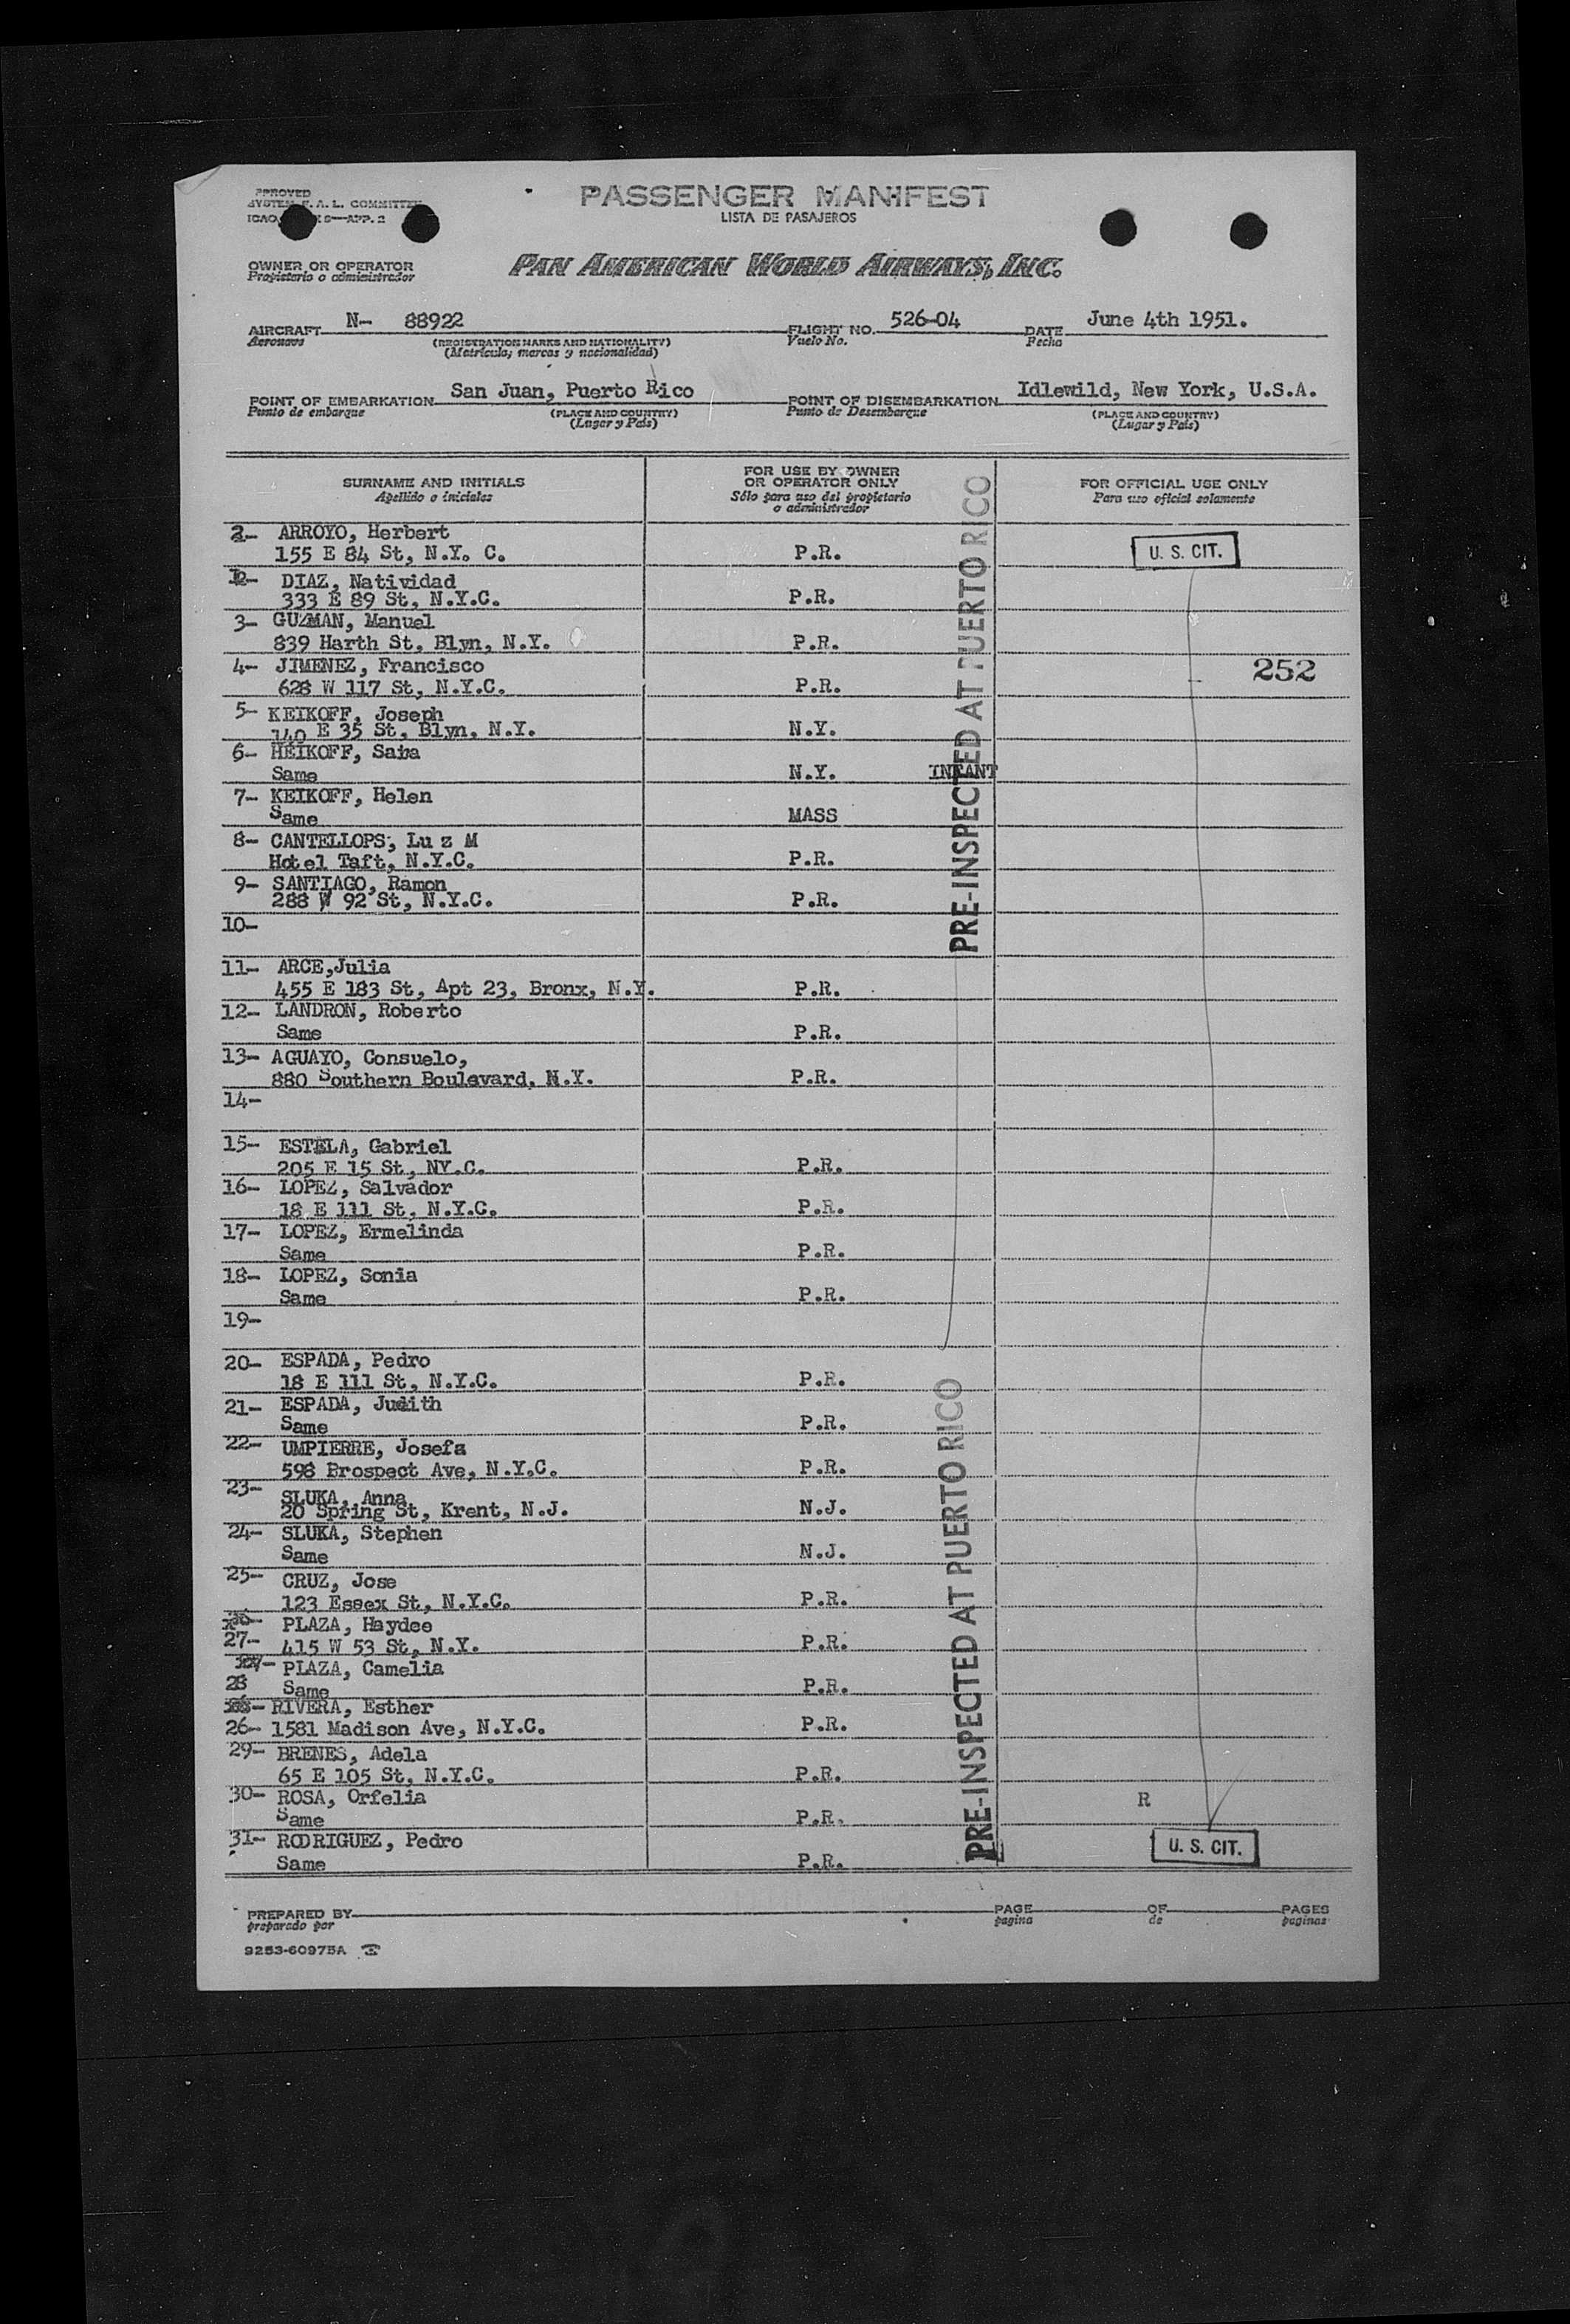 PPROVED
SYSTEM F. A. L. COMMITTEE
ICAO 9—APP. 2
PASSENGER MANIFEST
LISTA DE PASAJEROS
OWNER OR OPERATOR
Propietario o administrador
PAN AMERICAN WORLD AIRWAYS, INC.
AIRCRAFT N- 88922 FLIGHT NO. 526-04 DATE June 4th 1951.
Aeronave (REGISTRATION MARKS AND NATIONALITY) Vuelo No. Fecha
(Matrícula; marcas y nacionalidad)
POINT OF EMBARKATION San Juan, Puerto Rico POINT OF DISEMBARKATION Idlewild, New York, U.S.A.
Punto de embarque (PLACE AND COUNTRY) Punto de Desembarque (PLACE AND COUNTRY)
(Lugar y País) (Lugar y País)
SURNAME AND INITIALS FOR USE BY OWNER OR OPERATOR ONLY FOR OFFICIAL USE ONLY
Apellido e iniciales Sólo para uso del propietario o administrador Para uso oficial solamente
2- ARROYO, Herbert
155 E 84 St, N.Y. C. P.R. U. S. CIT.
DIAZ, Natividad
333 E 89 St, N.Y.C. P.R.
3- GUZMAN, Manuel
839 Harth St, Blyn, N.Y. P.R.
4- JIMENEZ, Francisco 252
628 W 117 St, N.Y.C. P.R.
5- KEIKOFF, Joseph
140 E 35 St, Blyn, N.Y. N.Y.
6- HEIKOFF, Saba
Same N.Y. INFANT
7- KEIKOFF, Helen
Same MASS
8- CANTELLOPS, Lu z M
Hotel Taft, N.Y.C. P.R.
9- SANTIAGO, Ramon
288 W 92 St, N.Y.C. P.R.
10-
11- ARCE,Julia
455 E 183 St, Apt 23, Bronx, N.Y. P.R.
12- LANDRON, Roberto
Same P.R.
13- AGUAYO, Consuelo,
880 Southern Boulevard, N.Y. P.R.
14-
15- ESTELA, Gabriel
205 E 15 St, NY.C. P.R.
16- LOPEZ, Salvador
18 E 111 St, N.Y.C. P.R.
17- LOPEZ, Ermelinda
Same P.R.
18- LOPEZ, Sonia
Same P.R.
19-
20- ESPADA, Pedro
18 E 111 St, N.Y.C. P.R.
21- ESPADA, Judith
Same P.R.
22- UMPIERRE, Josefa
598 Prospect Ave, N.Y.C. P.R.
23- SLUKA, Anna
20 Spring St, Krent, N.J. N.J.
24- SLUKA, Stephen
Same N.J.
25- CRUZ, Jose
123 Essex St, N.Y.C. P.R.
PLAZA, Haydee
27- 415 W 53 St, N.Y. P.R.
PLAZA, Camelia
28 Same P.R.
RIVERA, Esther
26- 1581 Madison Ave, N.Y.C. P.R.
29- BRENES, Adela
65 E 105 St, N.Y.C. P.R.
30- ROSA, Orfelia R
Same P.R.
31- RODRIGUEZ, Pedro
Same P.R. U. S. CIT.
PRE-INSPECTED AT PUERTO RICO
PRE-INSPECTED AT PUERTO RICO
PREPARED BY PAGE OF PAGES
preparado por pagina de paginas
9253-60975A